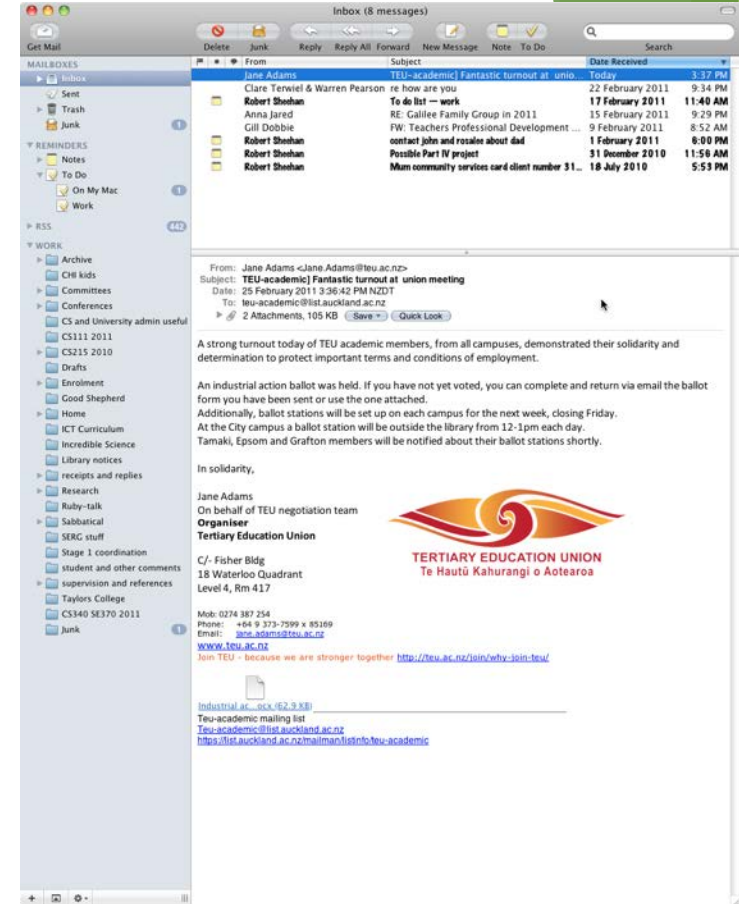 Inbox (8 messages)
Get Mail
Delete Junk Reply Reply All Forward New Message Note To Do Search
MAILBOXES
Inbox
Sent
Trash
Junk 1
REMINDERS
Notes
To Do
On My Mac 1
Work
RSS 442
WORK
Archive
CHI kids
Committees
Conferences
CS and University admin useful
CS111 2011
CS215 2010
Drafts
Enrolment
Good Shepherd
Home
ICT Curriculum
Incredible Science
Library notices
receipts and replies
Research
Ruby-talk
Sabbatical
SERG stuff
Stage 1 coordination
student and other comments
supervision and references
Taylors College
CS340 SE370 2011
Junk 1
From Subject Date Received
Jane Adams TEU-academic] Fantastic turnout at unio... Today 3:37 PM
Clare Terwiel & Warren Pearson re how are you 22 February 2011 9:34 PM
Robert Sheehan To do list — work 17 February 2011 11:40 AM
Anna Jared RE: Galilee Family Group in 2011 15 February 2011 9:29 PM
Gill Dobbie FW: Teachers Professional Development ... 9 February 2011 8:52 AM
Robert Sheehan contact john and rosalee about dad 1 February 2011 6:00 PM
Robert Sheehan Possible Part IV project 31 December 2010 11:56 AM
Robert Sheehan Mum community services card client number 31... 18 July 2010 5:53 PM
From: Jane Adams <Jane.Adams@teu.ac.nz>
Subject: TEU-academic] Fantastic turnout at union meeting
Date: 25 February 2011 3:36:42 PM NZDT
To: teu-academic@list.auckland.ac.nz
2 Attachments, 105 KB Save Quick Look
A strong turnout today of TEU academic members, from all campuses, demonstrated their solidarity and
determination to protect important terms and conditions of employment.
An industrial action ballot was held. If you have not yet voted, you can complete and return via email the ballot
form you have been sent or use the one attached.
Additionally, ballot stations will be set up on each campus for the next week, closing Friday.
At the City campus a ballot station will be outside the library from 12-1pm each day.
Tamaki, Epsom and Grafton members will be notified about their ballot stations shortly.
In solidarity,
Jane Adams
On behalf of TEU negotiation team
Organiser
Tertiary Education Union
C/- Fisher Bldg
18 Waterloo Quadrant
Level 4, Rm 417
TERTIARY EDUCATION UNION
Te Hautū Kahurangi o Aotearoa
Mob: 0274 387 254
Phone: +64 9 373-7599 x 85169
Email: jane.adams@teu.ac.nz
www.teu.ac.nz
Join TEU - because we are stronger together http://teu.ac.nz/join/why-join-teu/
Industrial ac...ocx (62.9 KB)
Teu-academic mailing list
Teu-academic@list.auckland.ac.nz
https://list.auckland.ac.nz/mailman/listinfo/teu-academic